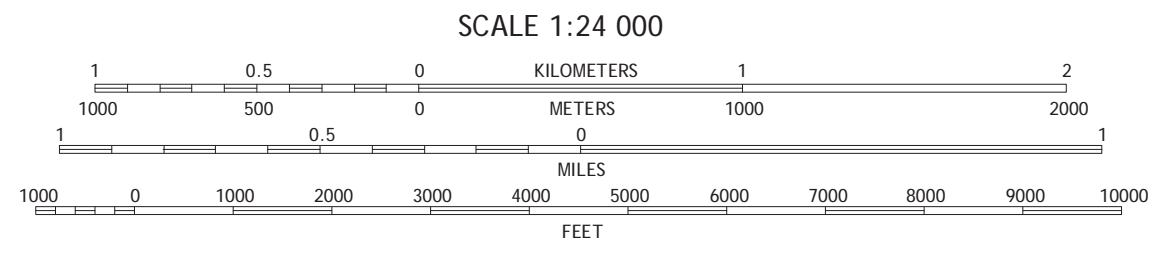 SCALE 1:24 000
1 0.5 0 KILOMETERS 1 2
1000 500 0 METERS 1000 2000
1 0.5 0 1
MILES
1000 0 1000 2000 3000 4000 5000 6000 7000 8000 9000 10000
FEET